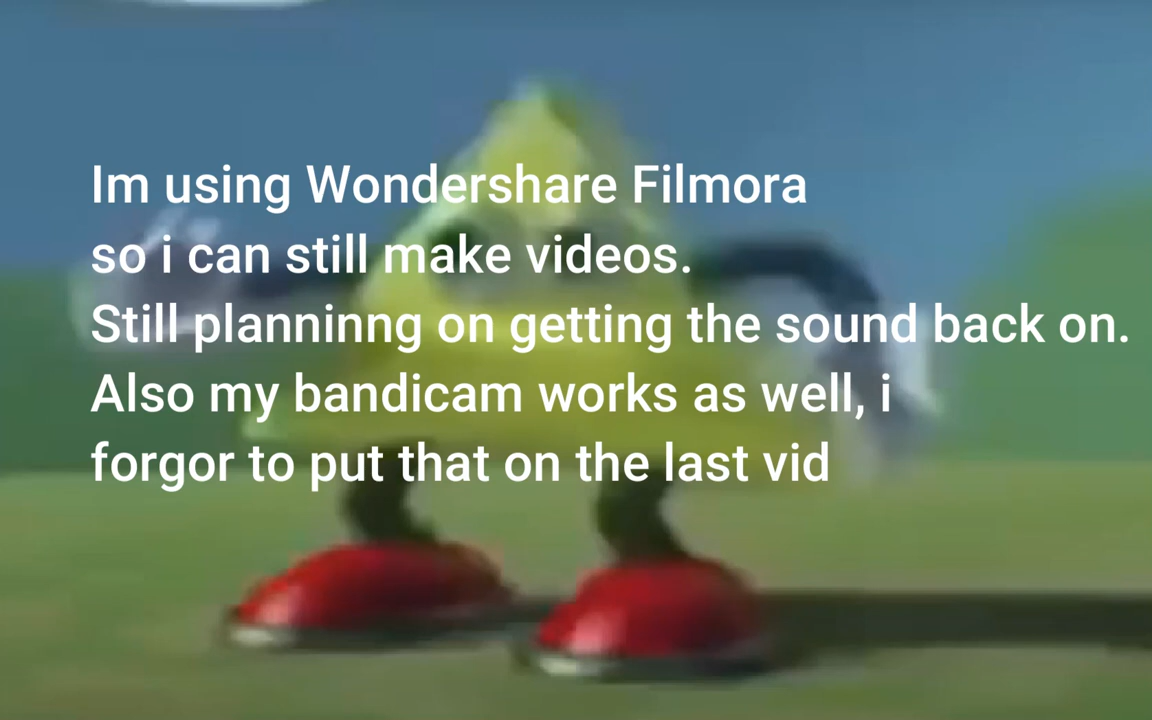 Im using Wondershare Filmora
so i can still make videos.
Still planninng on getting the sound back on.
Also my bandicam works as well, i
forgor to put that on the last vid